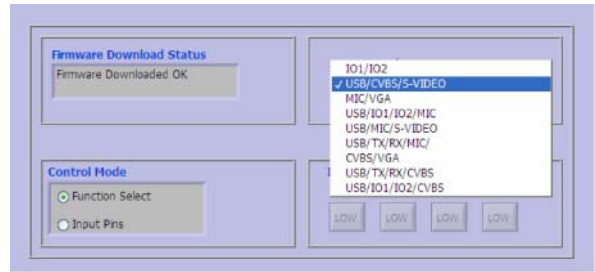 Firmware Download Status
Firmware Downloaded OK
IO1/IO2
✓ USB/CVBS/S-VIDEO
MIC/VGA
USB/IO1/IO2/MIC
USB/MIC/S-VIDEO
USB/TX/RX/MIC/
CVBS/VGA
USB/TX/RX/CVBS
USB/IO1/IO2/CVBS
Control Mode
Function Select
Input Pins
LOW LOW LOW LOW